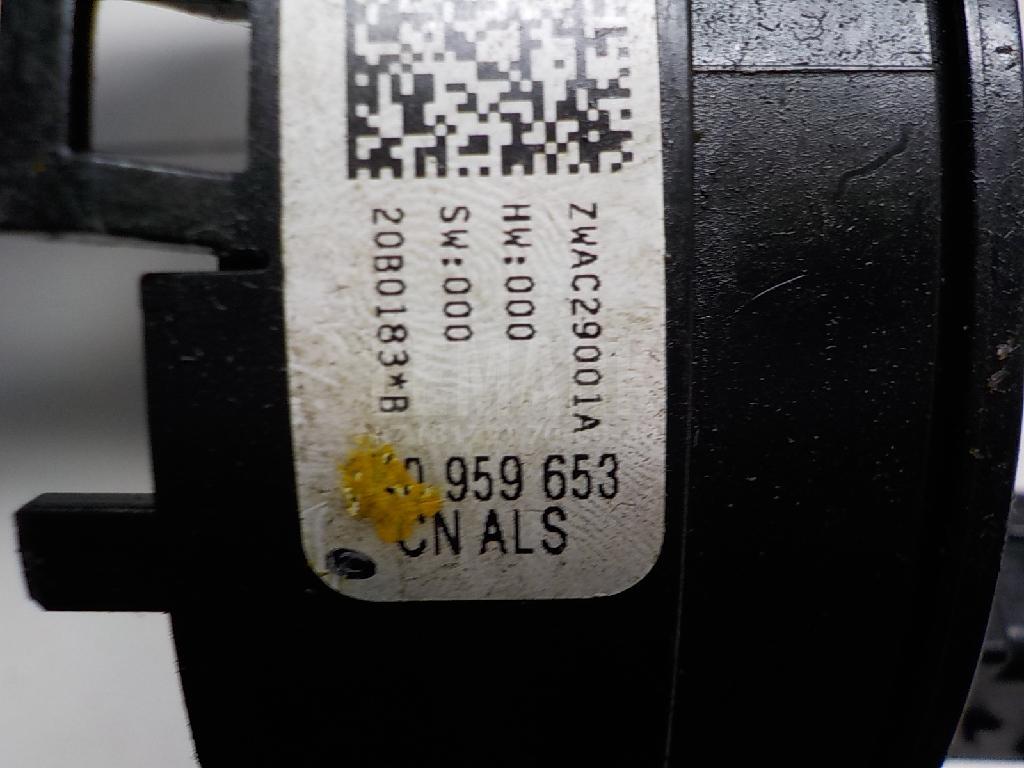 ZWAC29001A
HW:000
SW:000
20B0183*B
959 653
CN ALS